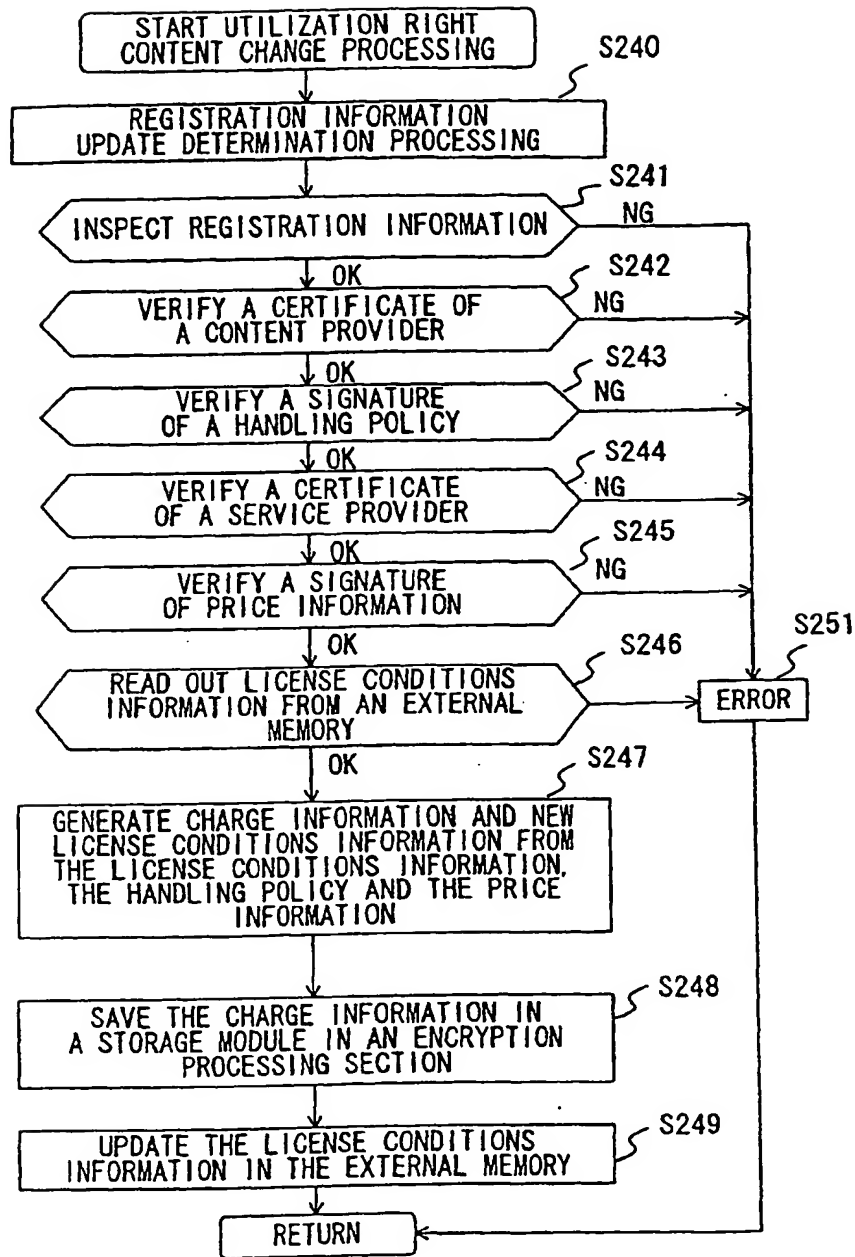 START UTILIZATION RIGHT
CONTENT CHANGE PROCESSING
S240
REGISTRATION INFORMATION
UPDATE DETERMINATION PROCESSING
S241
INSPECT REGISTRATION INFORMATION
NG
OK
S242
VERIFY A CERTIFICATE OF
A CONTENT PROVIDER
NG
OK
S243
VERIFY A SIGNATURE
OF A HANDLING POLICY
NG
OK
S244
VERIFY A CERTIFICATE
OF A SERVICE PROVIDER
NG
OK
S245
VERIFY A SIGNATURE
OF PRICE INFORMATION
NG
OK
S246
READ OUT LICENSE CONDITIONS
INFORMATION FROM AN EXTERNAL
MEMORY
S251
ERROR
OK
S247
GENERATE CHARGE INFORMATION AND NEW
LICENSE CONDITIONS INFORMATION FROM
THE LICENSE CONDITIONS INFORMATION,
THE HANDLING POLICY AND THE PRICE
INFORMATION
S248
SAVE THE CHARGE INFORMATION IN
A STORAGE MODULE IN AN ENCRYPTION
PROCESSING SECTION
S249
UPDATE THE LICENSE CONDITIONS
INFORMATION IN THE EXTERNAL MEMORY
RETURN